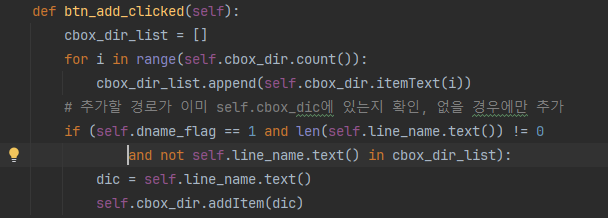 def btn_add_clicked(self):
    cbox_dir_list = []
    for i in range(self.cbox_dir.count()):
        cbox_dir_list.append(self.cbox_dir.itemText(i))
    # 추가할 경로가 이미 self.cbox_dic에 있는지 확인, 없을 경우에만 추가
    if (self.dname_flag == 1 and len(self.line_name.text()) != 0
            and not self.line_name.text() in cbox_dir_list):
        dic = self.line_name.text()
        self.cbox_dir.addItem(dic)